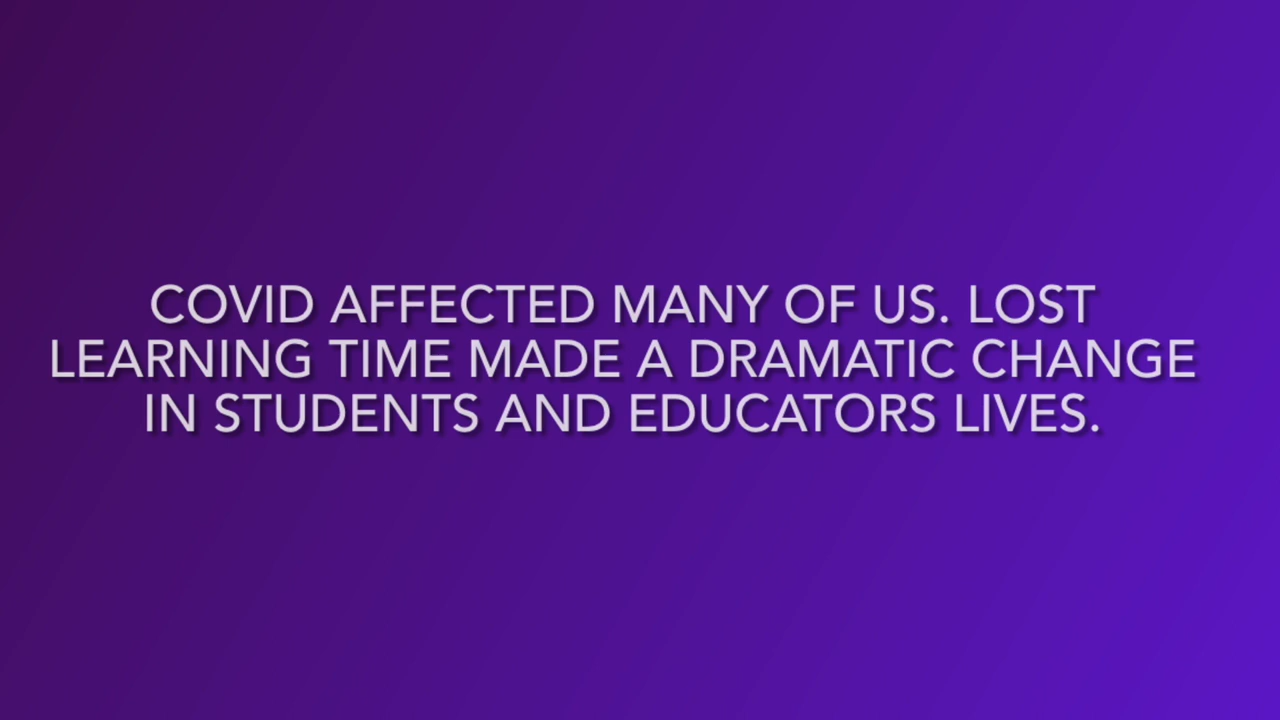 COVID AFFECTED MANY OF US. LOST
LEARNING TIME MADE A DRAMATIC CHANGE
IN STUDENTS AND EDUCATORS LIVES.